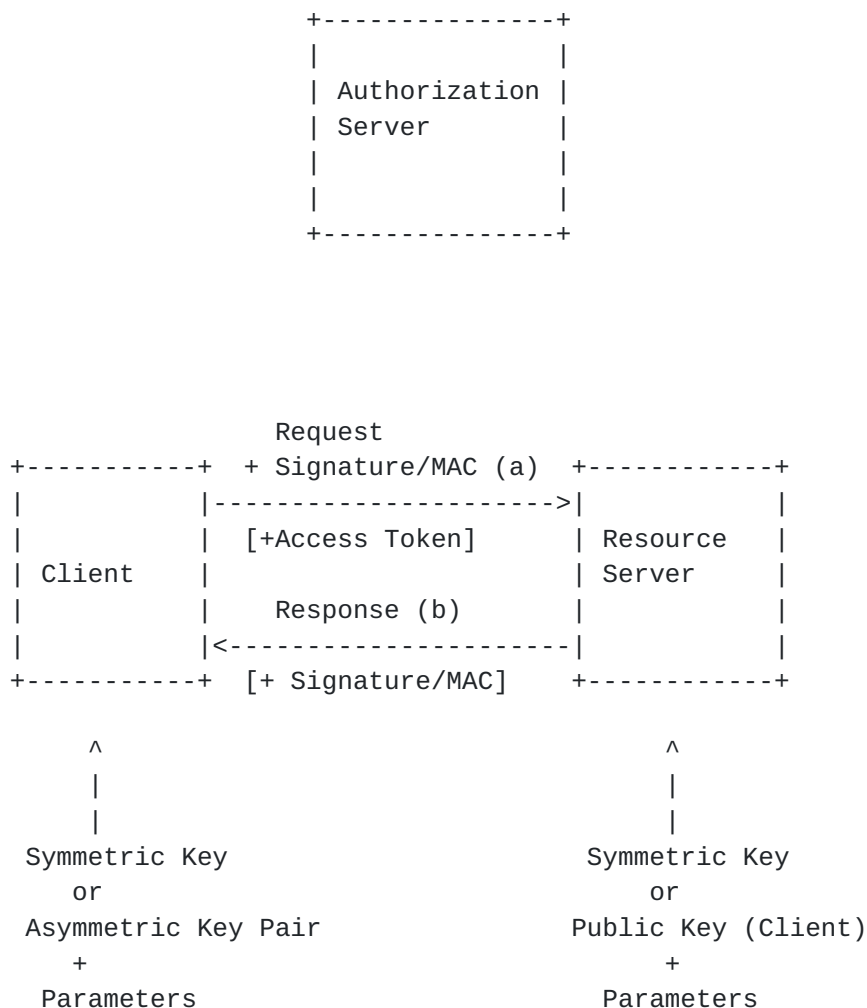 Authorization
Server
Request
+ Signature/MAC (a)
[+Access Token]
Resource
Client
Server
Response (b)
[+ Signature/MAC]
Symmetric Key
or
Asymmetric Key Pair
+
Parameters
Symmetric Key
or
Public Key (Client)
+
Parameters